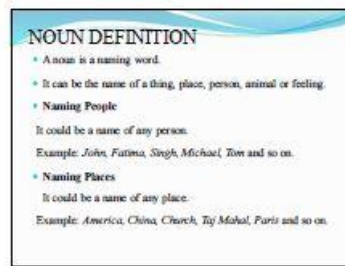 NOUN DEFINITION
A noun is a naming word.
It can be the name of a thing, place, person, animal or feeling.
Naming People
It could be a name of any person.
Example: John, Fatima, Singh, Michael, Tom and so on.
Naming Places
It could be a name of any place.
Example: America, China, Church, Taj Mahal, Paris and so on.